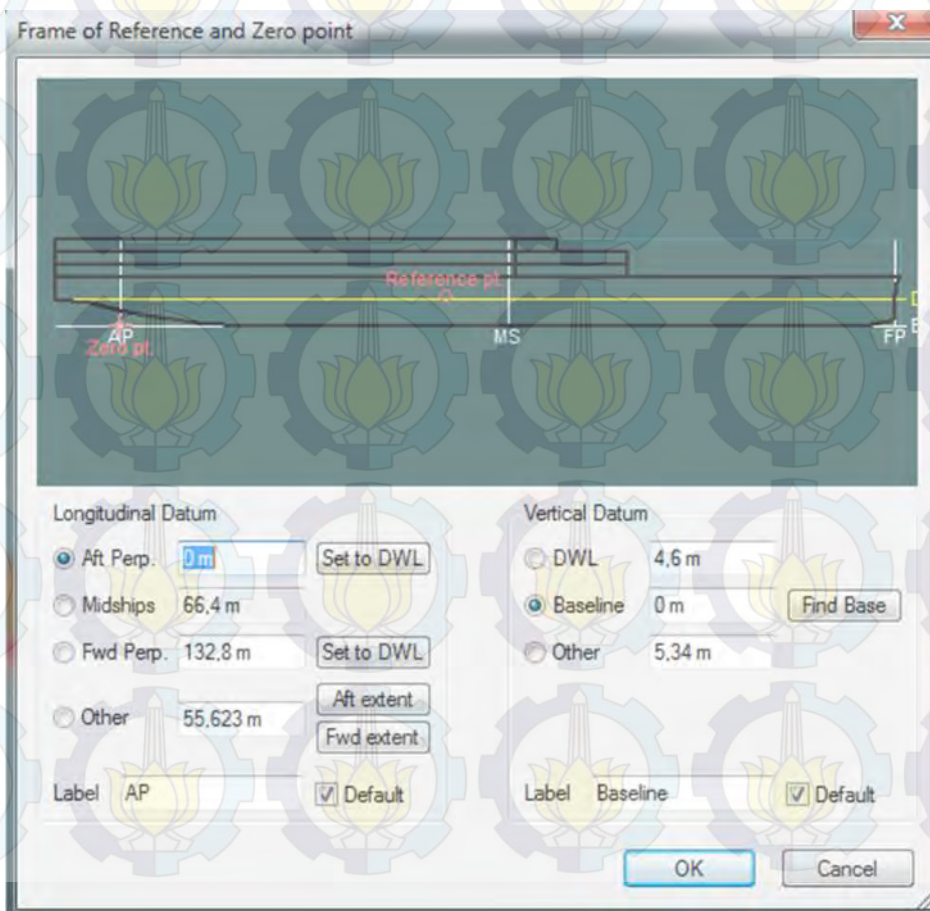 Frame of Reference and Zero point
Reference pt.
AP
Zero pt.
MS
FP
D
B
Longitudinal Datum
Aft Perp. 0 m Set to DWL
Midships 66,4 m
Fwd Perp. 132,8 m Set to DWL
Other 55,623 m Aft extent
Fwd extent
Label AP Default
Vertical Datum
DWL 4,6 m
Baseline 0 m Find Base
Other 5,34 m
Label Baseline Default
OK Cancel